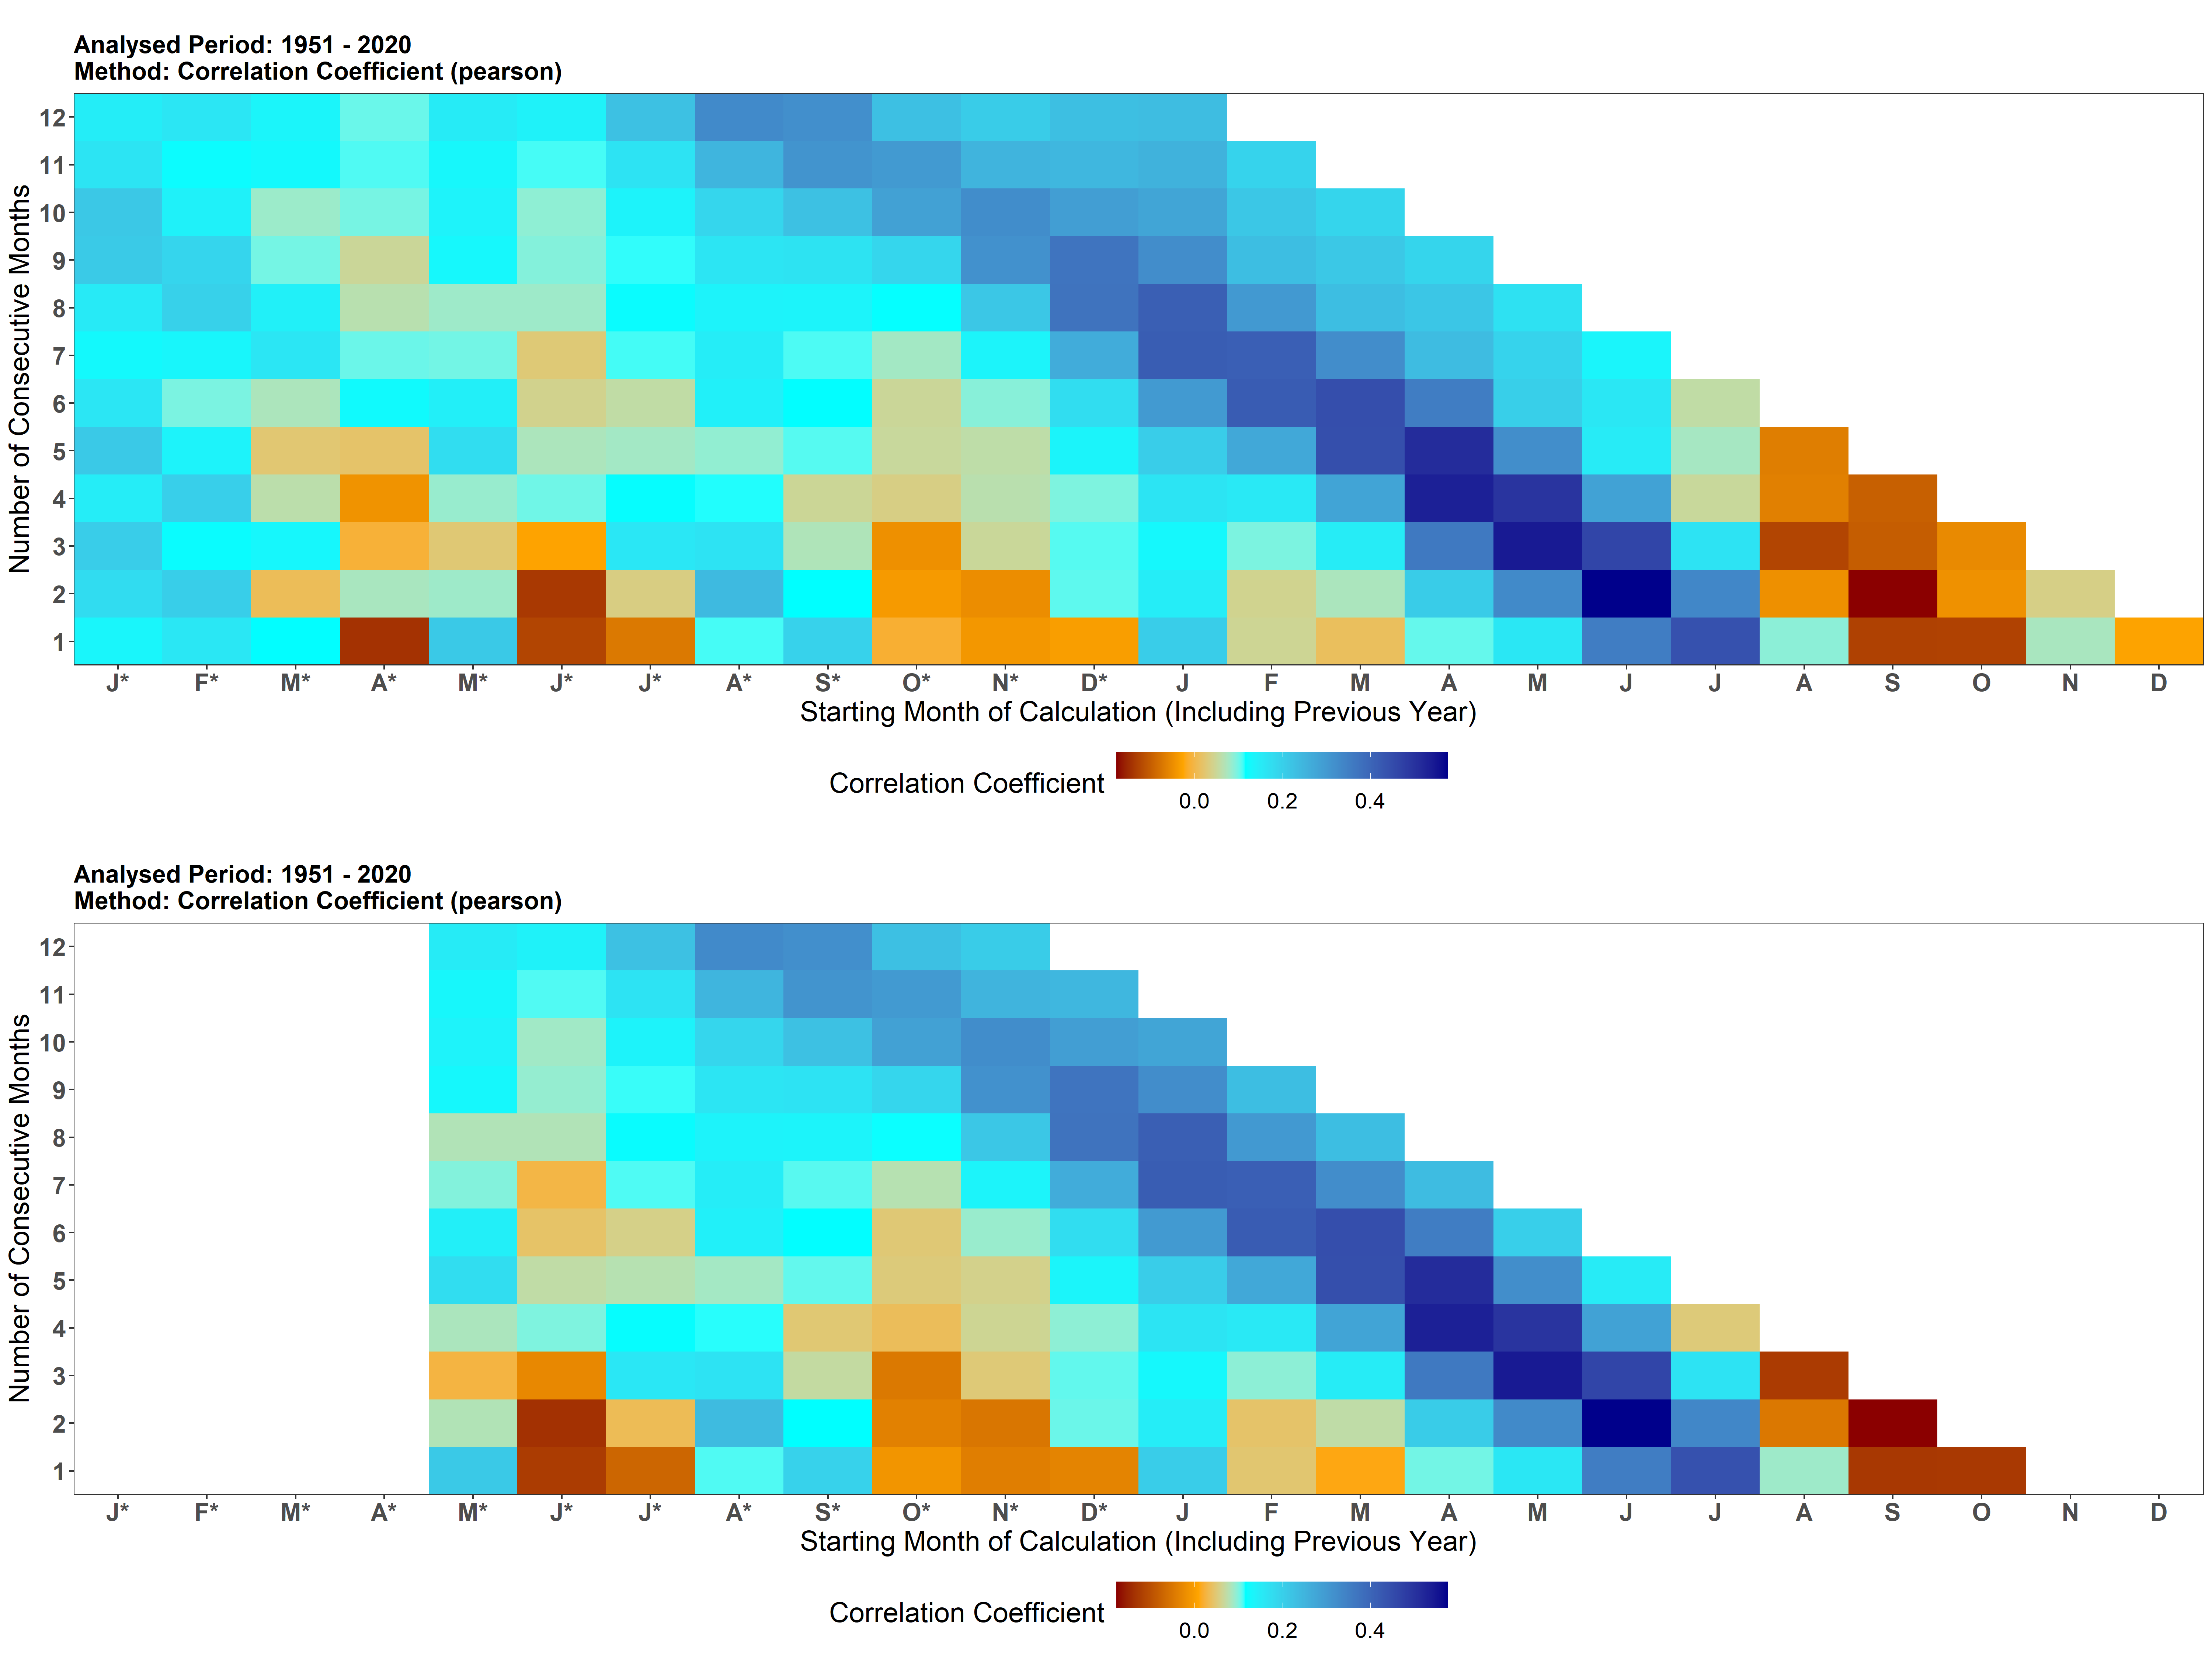 Analysed Period: 1951 - 2020
Method: Correlation Coefficient (pearson)
Number of Consecutive Months
12
11
10
9
8
7
6
5
4
3
2
1
J* F* M* A* M* J* J* A* S* O* N* D* J F M A M J J A S O N D
Starting Month of Calculation (Including Previous Year)
Correlation Coefficient
0.0 0.2 0.4
Analysed Period: 1951 - 2020
Method: Correlation Coefficient (pearson)
Number of Consecutive Months
12
11
10
9
8
7
6
5
4
3
2
1
J* F* M* A* M* J* J* A* S* O* N* D* J F M A M J J A S O N D
Starting Month of Calculation (Including Previous Year)
Correlation Coefficient
0.0 0.2 0.4